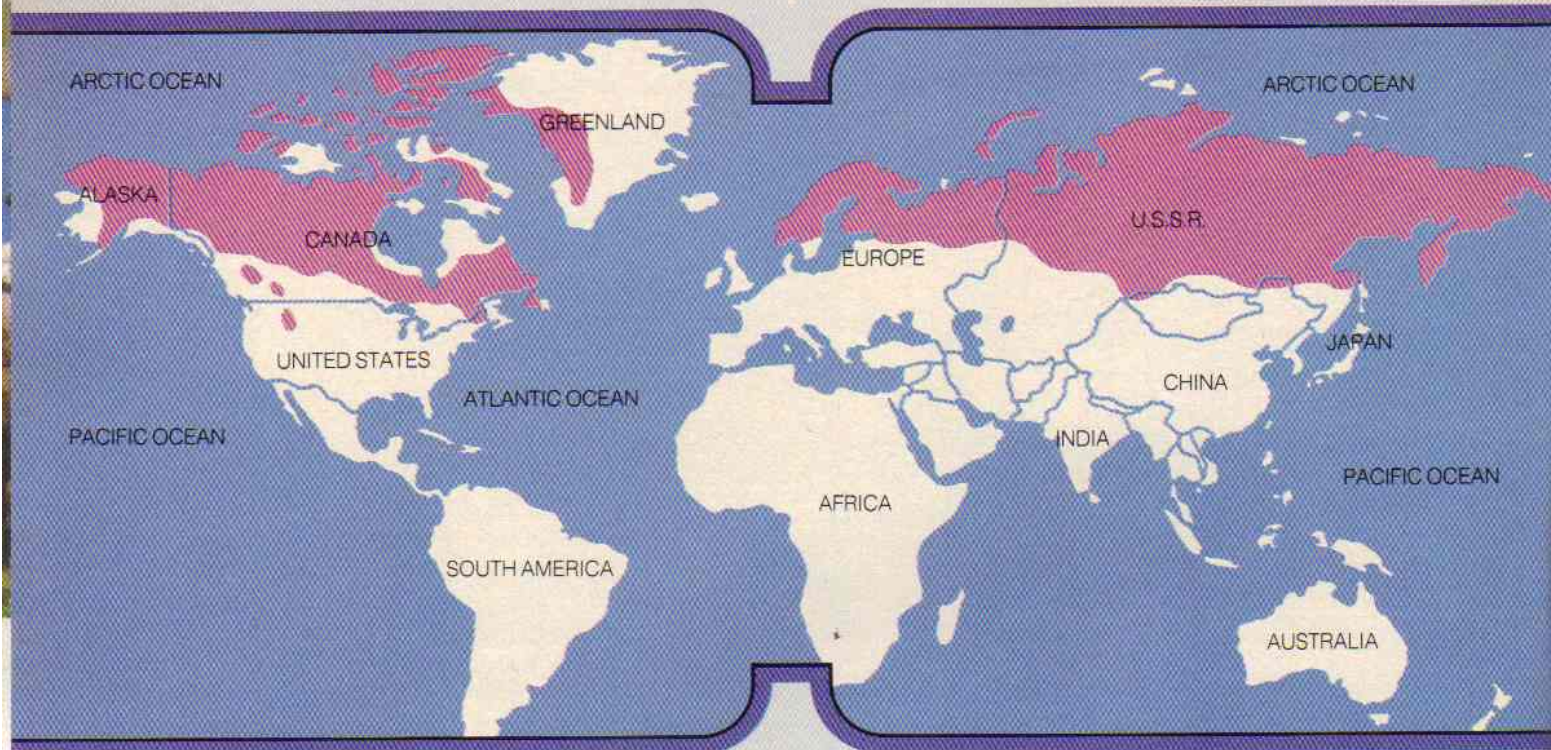 ARCTIC OCEAN
ARCTIC OCEAN
GREENLAND
ALASKA
U.S.S.R.
CANADA
EUROPE
JAPAN
UNITED STATES
CHINA
ATLANTIC OCEAN
PACIFIC OCEAN
INDIA
PACIFIC OCEAN
AFRICA
SOUTH AMERICA
AUSTRALIA